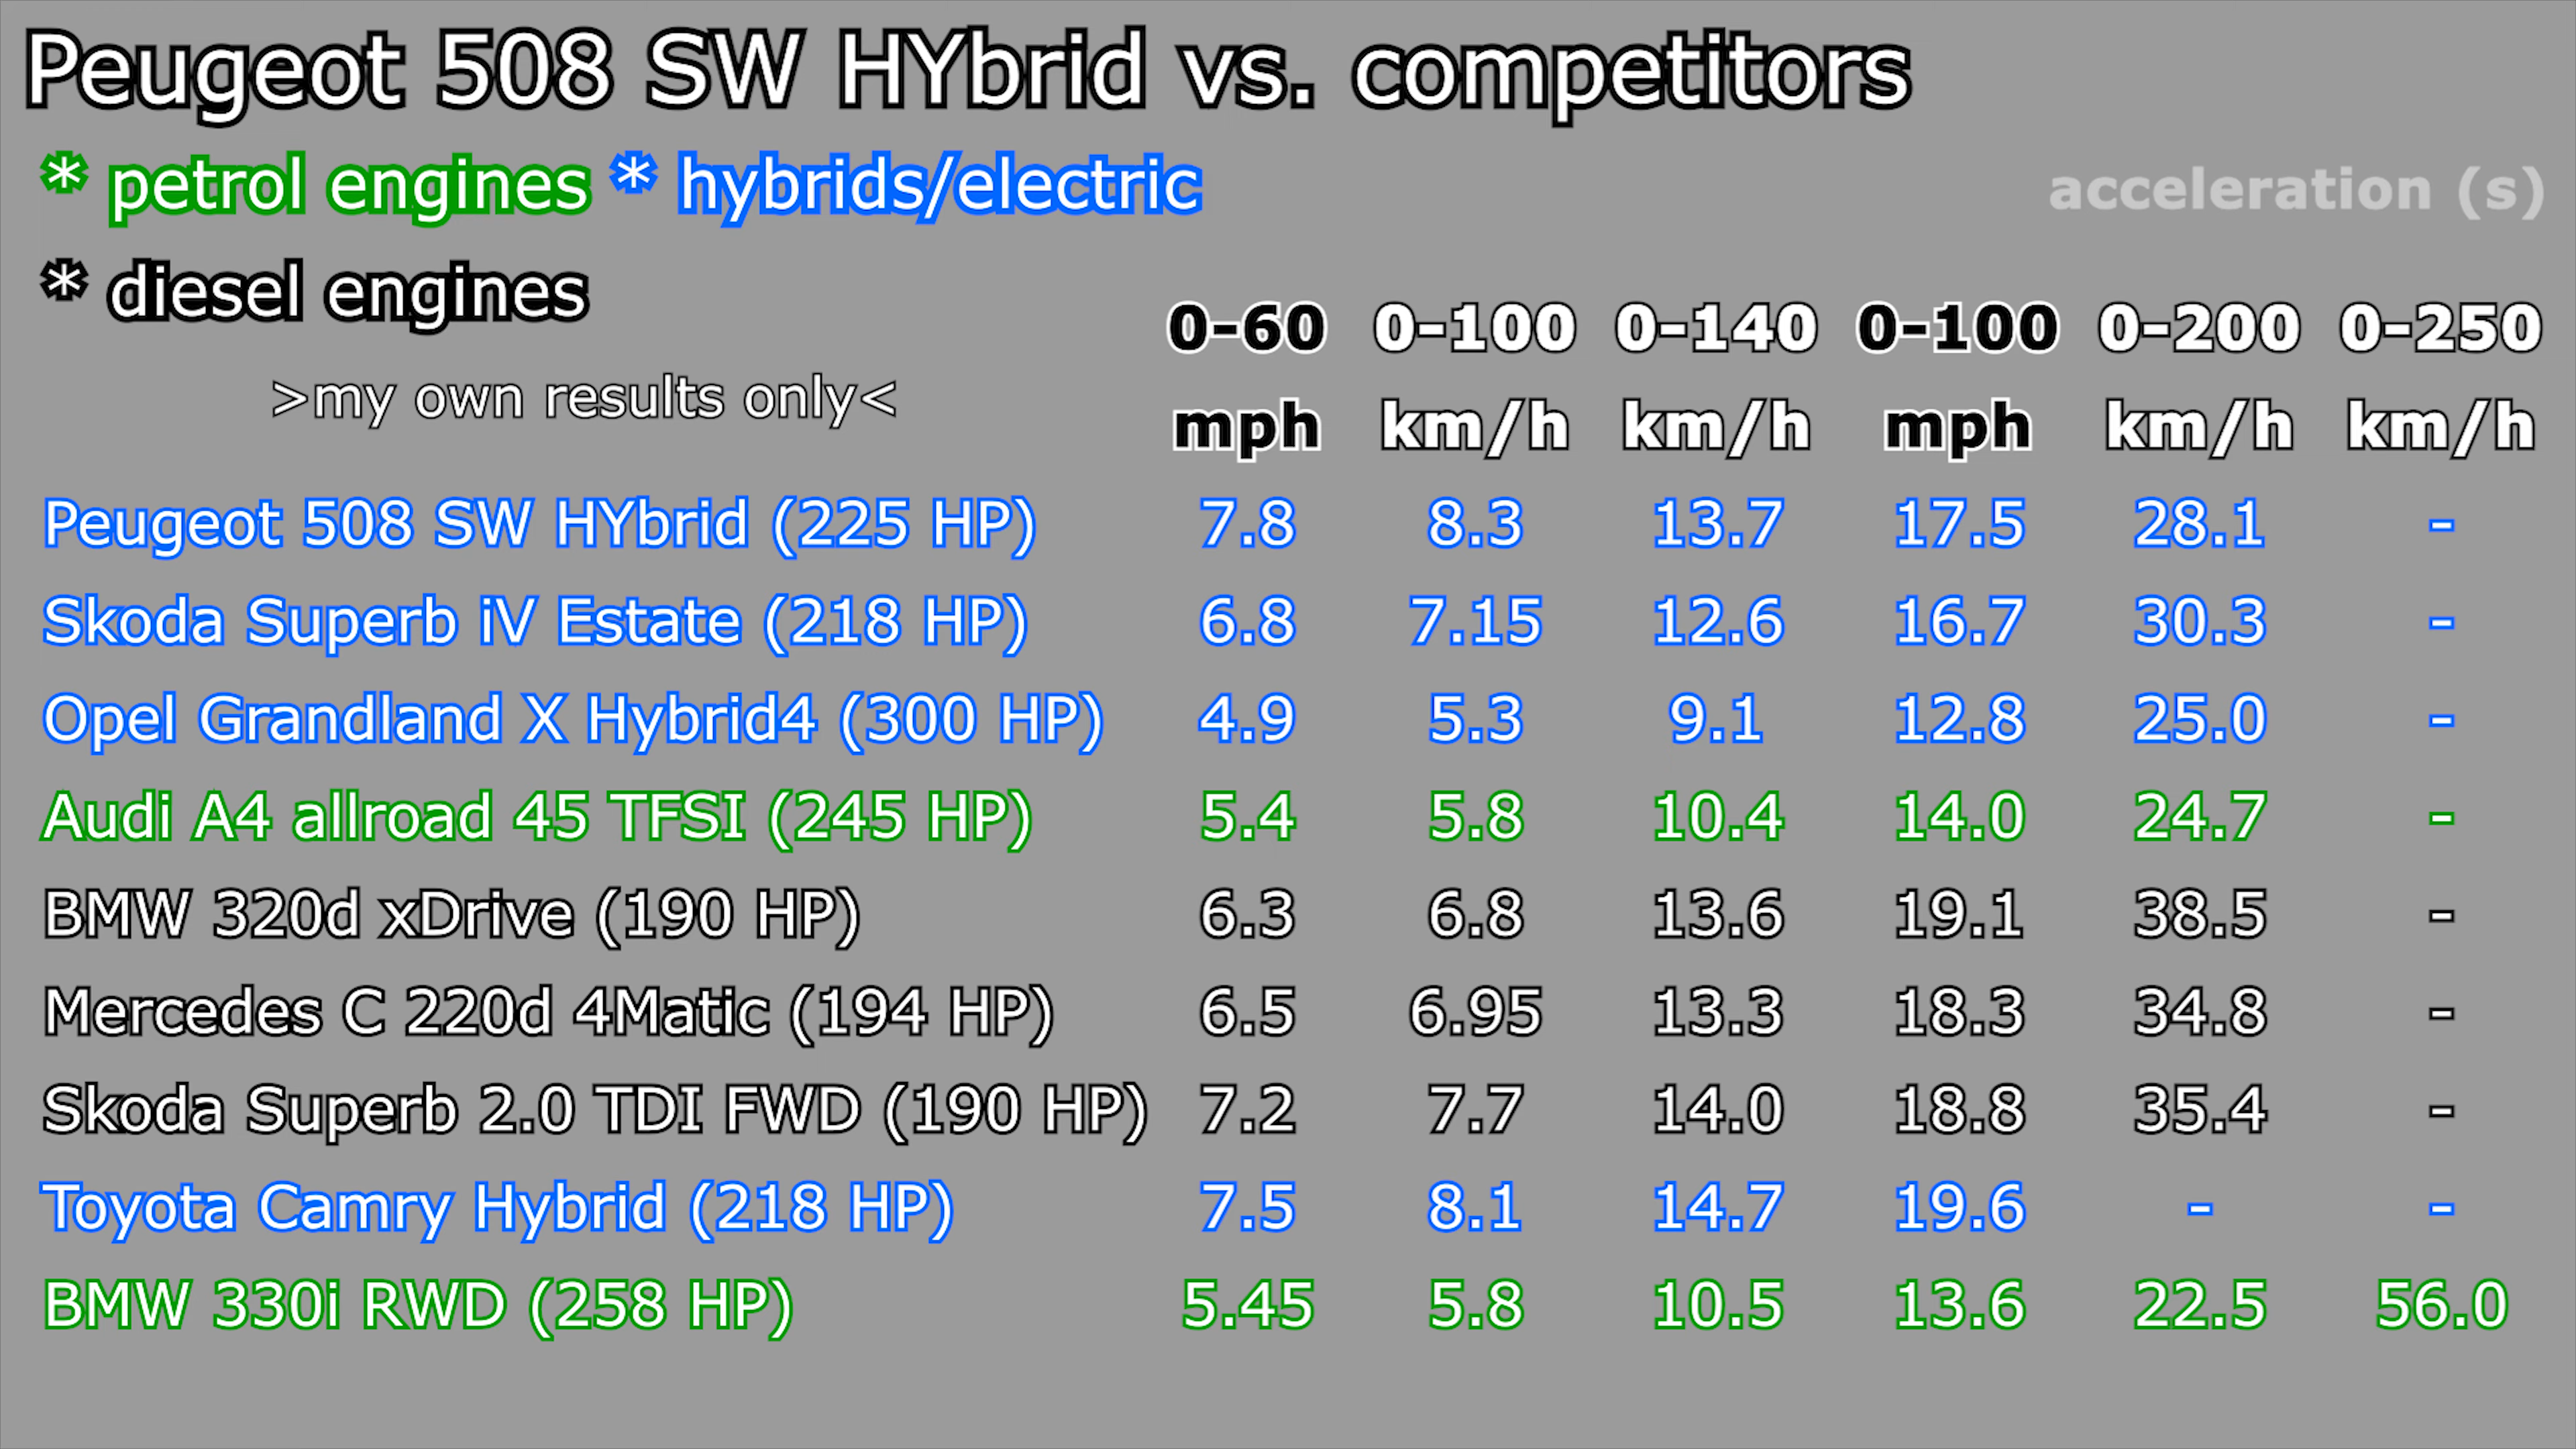 Peugeot 508 SW HYbrid vs. competitors
* petrol engines * hybrids/electric
acceleration (s)
* diesel engines
>my own results only<
0-60 mph 0-100 km/h 0-140 km/h 0-100 mph 0-200 km/h 0-250 km/h
Peugeot 508 SW HYbrid (225 HP) 7.8 8.3 13.7 17.5 28.1 -
Skoda Superb iV Estate (218 HP) 6.8 7.15 12.6 16.7 30.3 -
Opel Grandland X Hybrid4 (300 HP) 4.9 5.3 9.1 12.8 25.0 -
Audi A4 allroad 45 TFSI (245 HP) 5.4 5.8 10.4 14.0 24.7 -
BMW 320d xDrive (190 HP) 6.3 6.8 13.6 19.1 38.5 -
Mercedes C 220d 4Matic (194 HP) 6.5 6.95 13.3 18.3 34.8 -
Skoda Superb 2.0 TDI FWD (190 HP) 7.2 7.7 14.0 18.8 35.4 -
Toyota Camry Hybrid (218 HP) 7.5 8.1 14.7 19.6 - -
BMW 330i RWD (258 HP) 5.45 5.8 10.5 13.6 22.5 56.0